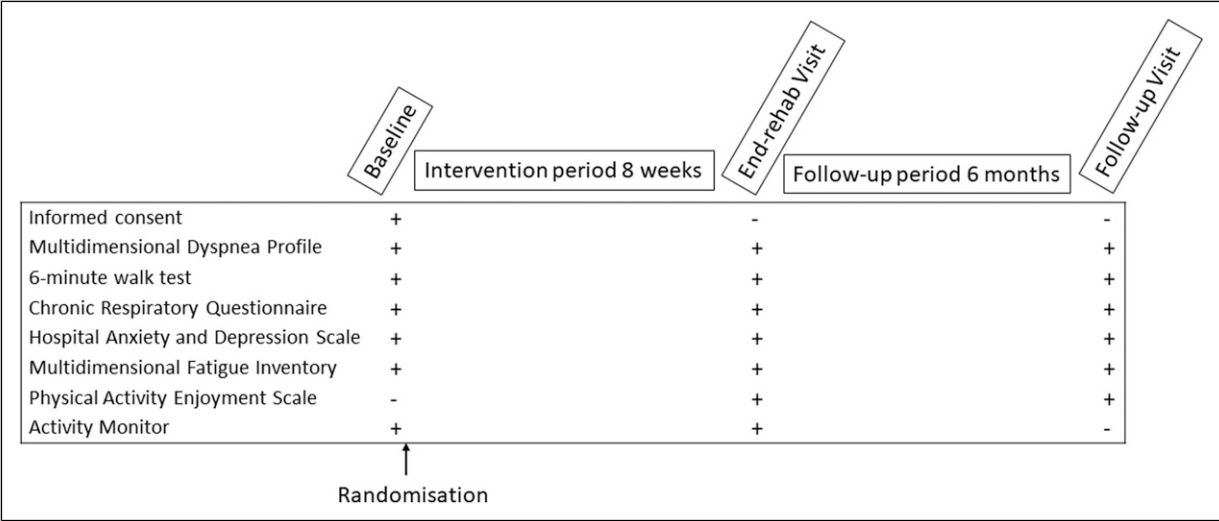 Baseline
Intervention period 8 weeks
End-rehab Visit
Follow-up period 6 months
Follow-up Visit
Informed consent + - -
Multidimensional Dyspnea Profile + + +
6-minute walk test + + +
Chronic Respiratory Questionnaire + + +
Hospital Anxiety and Depression Scale + + +
Multidimensional Fatigue Inventory + + +
Physical Activity Enjoyment Scale - + +
Activity Monitor + + -
Randomisation